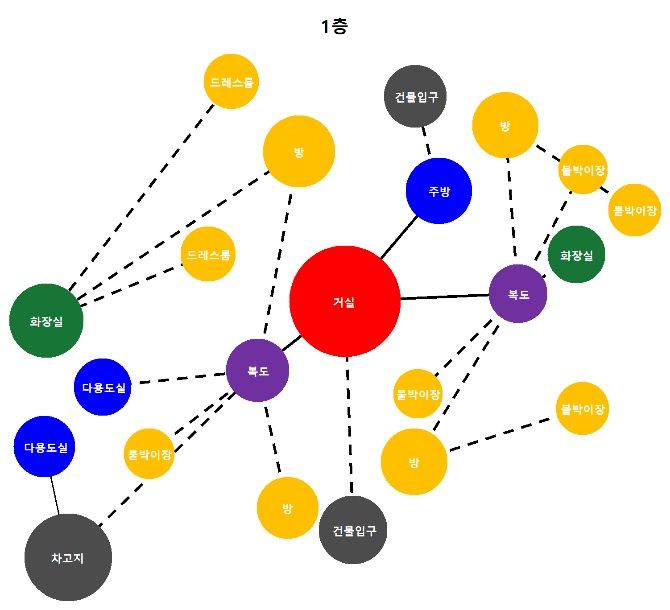 1층
드레스룸
건물입구
방
방
붙박이장
주방
붙박이장
드레스룸
화장실
거실
복도
화장실
복도
다용도실
붙박이장
붙박이장
다용도실
붙박이장
방
방
건물입구
차고지